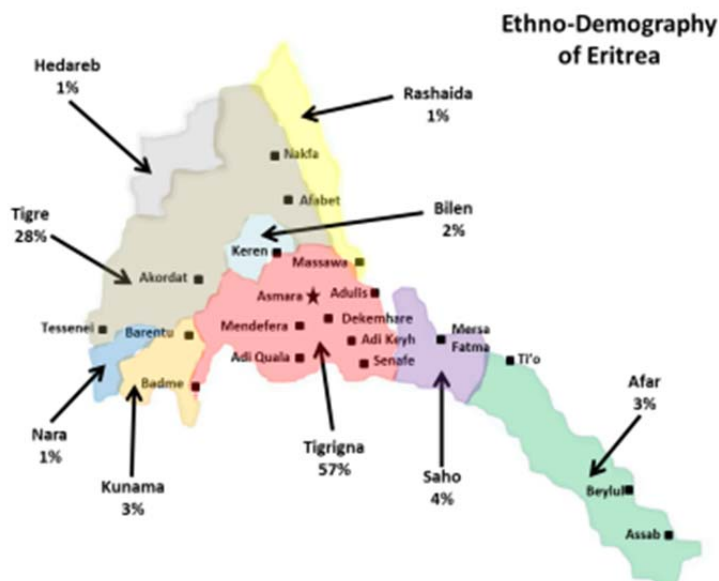 Ethno-Demography
of Eritrea
Hedareb
1%
Rashaida
1%
Nakfa
Tigre
28%
Afabet
Bilen
2%
Keren
Massawa
Akordat
Asmara
Adulis
Tessenei
Barentu
Mendefera
Dekemhare
Mersa
Fatma
Adi Keyh
Adi Quala
Senafe
Ti'o
Badme
Afar
3%
Nara
1%
Tigrigna
57%
Kunama
3%
Saho
4%
Beylul
Assab